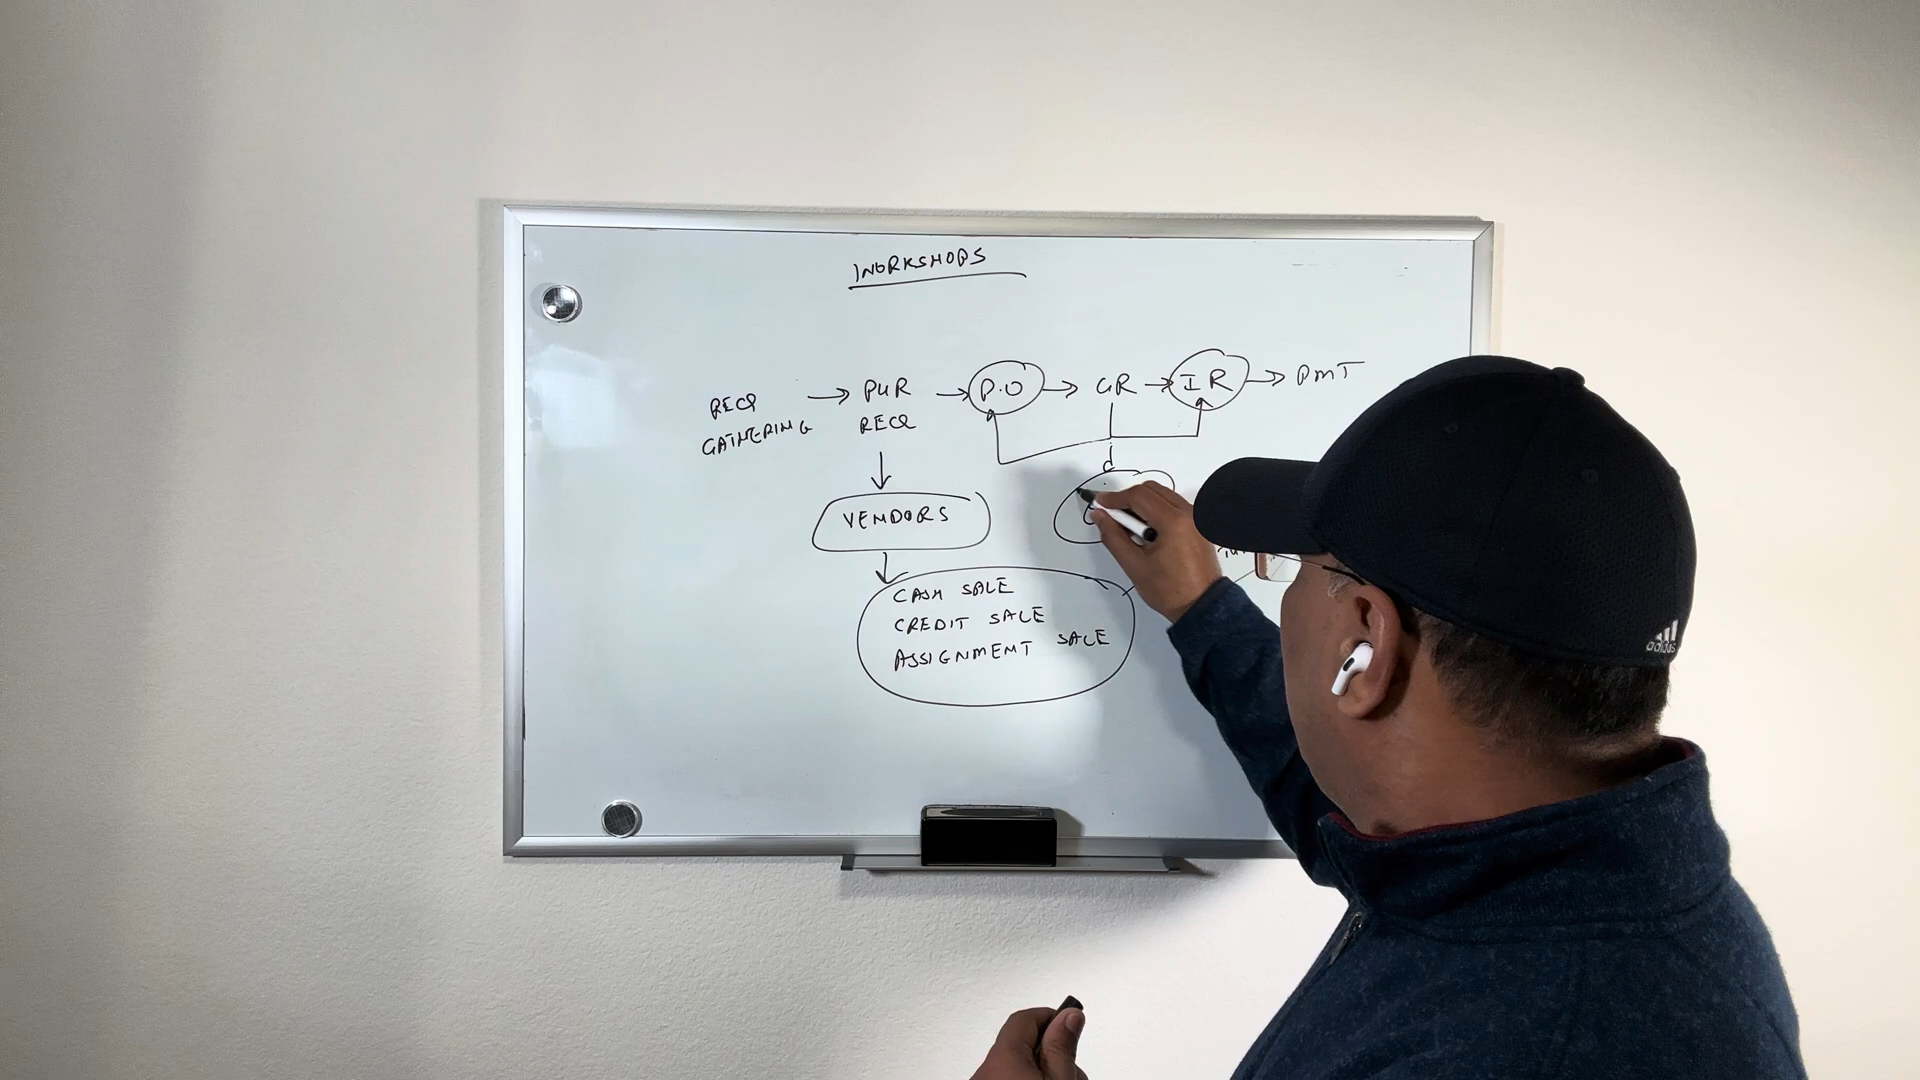 WORKSHOPS
REQ GATHERING → PUR REQ → P.O → GR → IR → PMT
VENDORS
CASH SALE
CREDIT SALE
ASSIGNMENT SALE
adidas